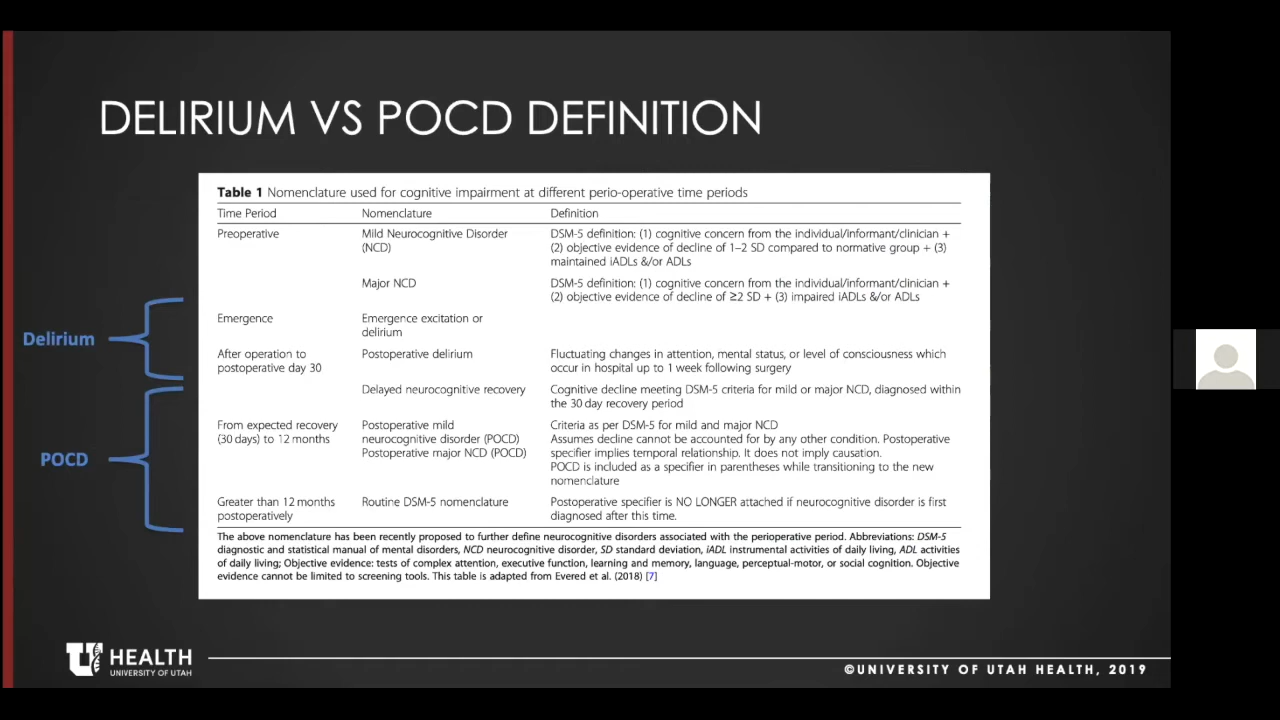 DELIRIUM VS POCD DEFINITION
Table 1 Nomenclature used for cognitive impairment at different perio-operative time periods
Time Period Nomenclature Definition
Preoperative Mild Neurocognitive Disorder DSM-5 definition: (1) cognitive concern from the individual/informant/clinician +
(NCD) (2) objective evidence of decline of 1–2 SD compared to normative group + (3)
maintained iADLs &/or ADLs
Major NCD DSM-5 definition: (1) cognitive concern from the individual/informant/clinician +
(2) objective evidence of decline of ≥2 SD + (3) impaired iADLs &/or ADLs
Emergence Emergence excitation or
delirium
Delirium
After operation to Postoperative delirium Fluctuating changes in attention, mental status, or level of consciousness which
postoperative day 30 occur in hospital up to 1 week following surgery
Delayed neurocognitive recovery Cognitive decline meeting DSM-5 criteria for mild or major NCD, diagnosed within
the 30 day recovery period
From expected recovery Postoperative mild Criteria as per DSM-5 for mild and major NCD
(30 days) to 12 months neurocognitive disorder (POCD) Assumes decline cannot be accounted for by any other condition. Postoperative
Postoperative major NCD (POCD) specifier implies temporal relationship. It does not imply causation.
POCD
POCD is included as a specifier in parentheses while transitioning to the new
nomenclature
Greater than 12 months Routine DSM-5 nomenclature Postoperative specifier is NO LONGER attached if neurocognitive disorder is first
postoperatively diagnosed after this time.
The above nomenclature has been recently proposed to further define neurocognitive disorders associated with the perioperative period. Abbreviations: DSM-5
diagnostic and statistical manual of mental disorders, NCD neurocognitive disorder, SD standard deviation, iADL instrumental activities of daily living, ADL activities
of daily living; Objective evidence: tests of complex attention, executive function, learning and memory, language, perceptual-motor, or social cognition. Objective
evidence cannot be limited to screening tools. This table is adapted from Evered et al. (2018) [7]
U HEALTH
UNIVERSITY OF UTAH
©UNIVERSITY OF UTAH HEALTH, 2019